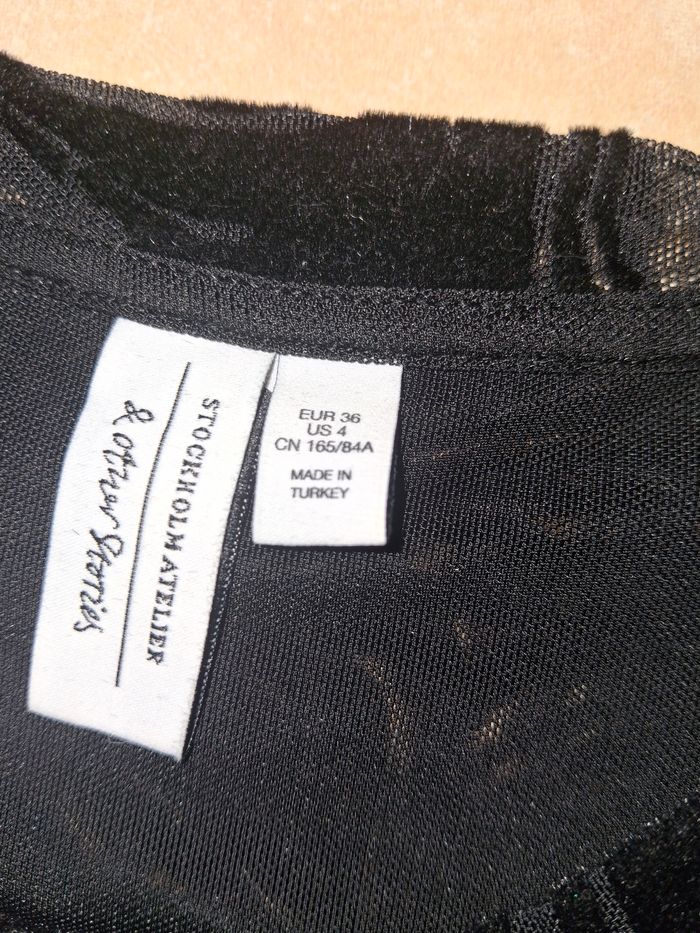 & other Stories
STOCKHOLM ATELIER
EUR 36
US 4
CN 165/84A
MADE IN
TURKEY